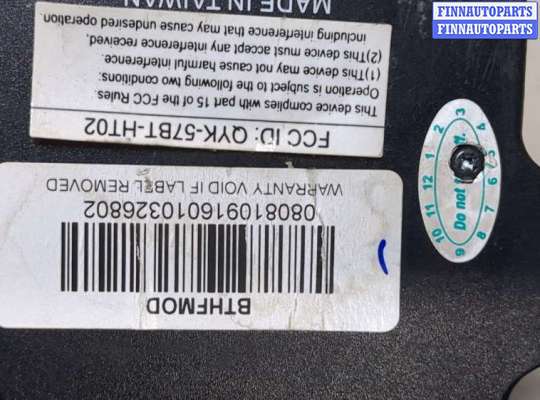 FINNAUTOPARTS
FINNAUTOPARTS
BTHFMOD
080810916010326802
WARRANTY VOID IF LABEL REMOVED
FCC ID: QYK-57BT-HT02
This device complies with part 15 of the FCC Rules.
Operation is subject to the following two conditions:
(1)This device may not cause harmful interference.
(2)This device must accept any interference received,
including interference that may cause undesired operation
MADE IN TAIWAN
Do not
1 2 3 4 5 6 7 8 9 10 11 12